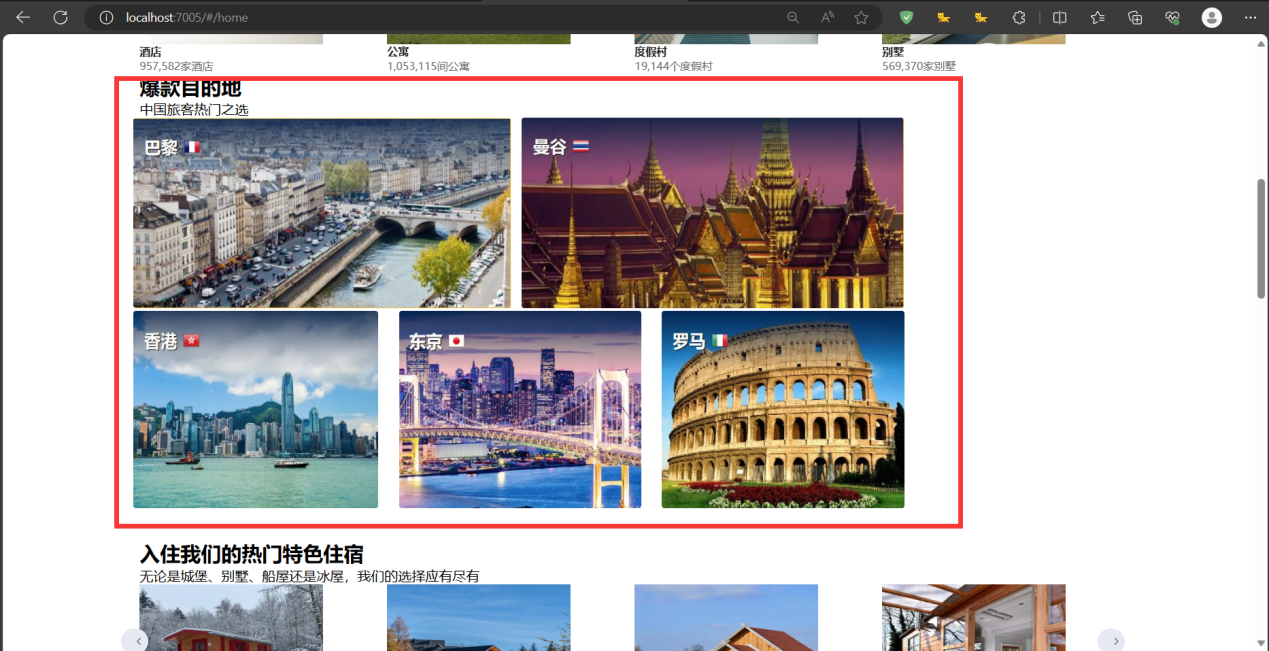 localhost:7005/#/home
酒店 公寓 度假村 别墅
957,582家酒店 1,053,115间公寓 19,144个度假村 569,370家别墅
爆款目的地
中国旅客热门之选
巴黎 曼谷
香港 东京 罗马
入住我们的热门特色住宿
无论是城堡、别墅、船屋还是冰屋，我们的选择应有尽有